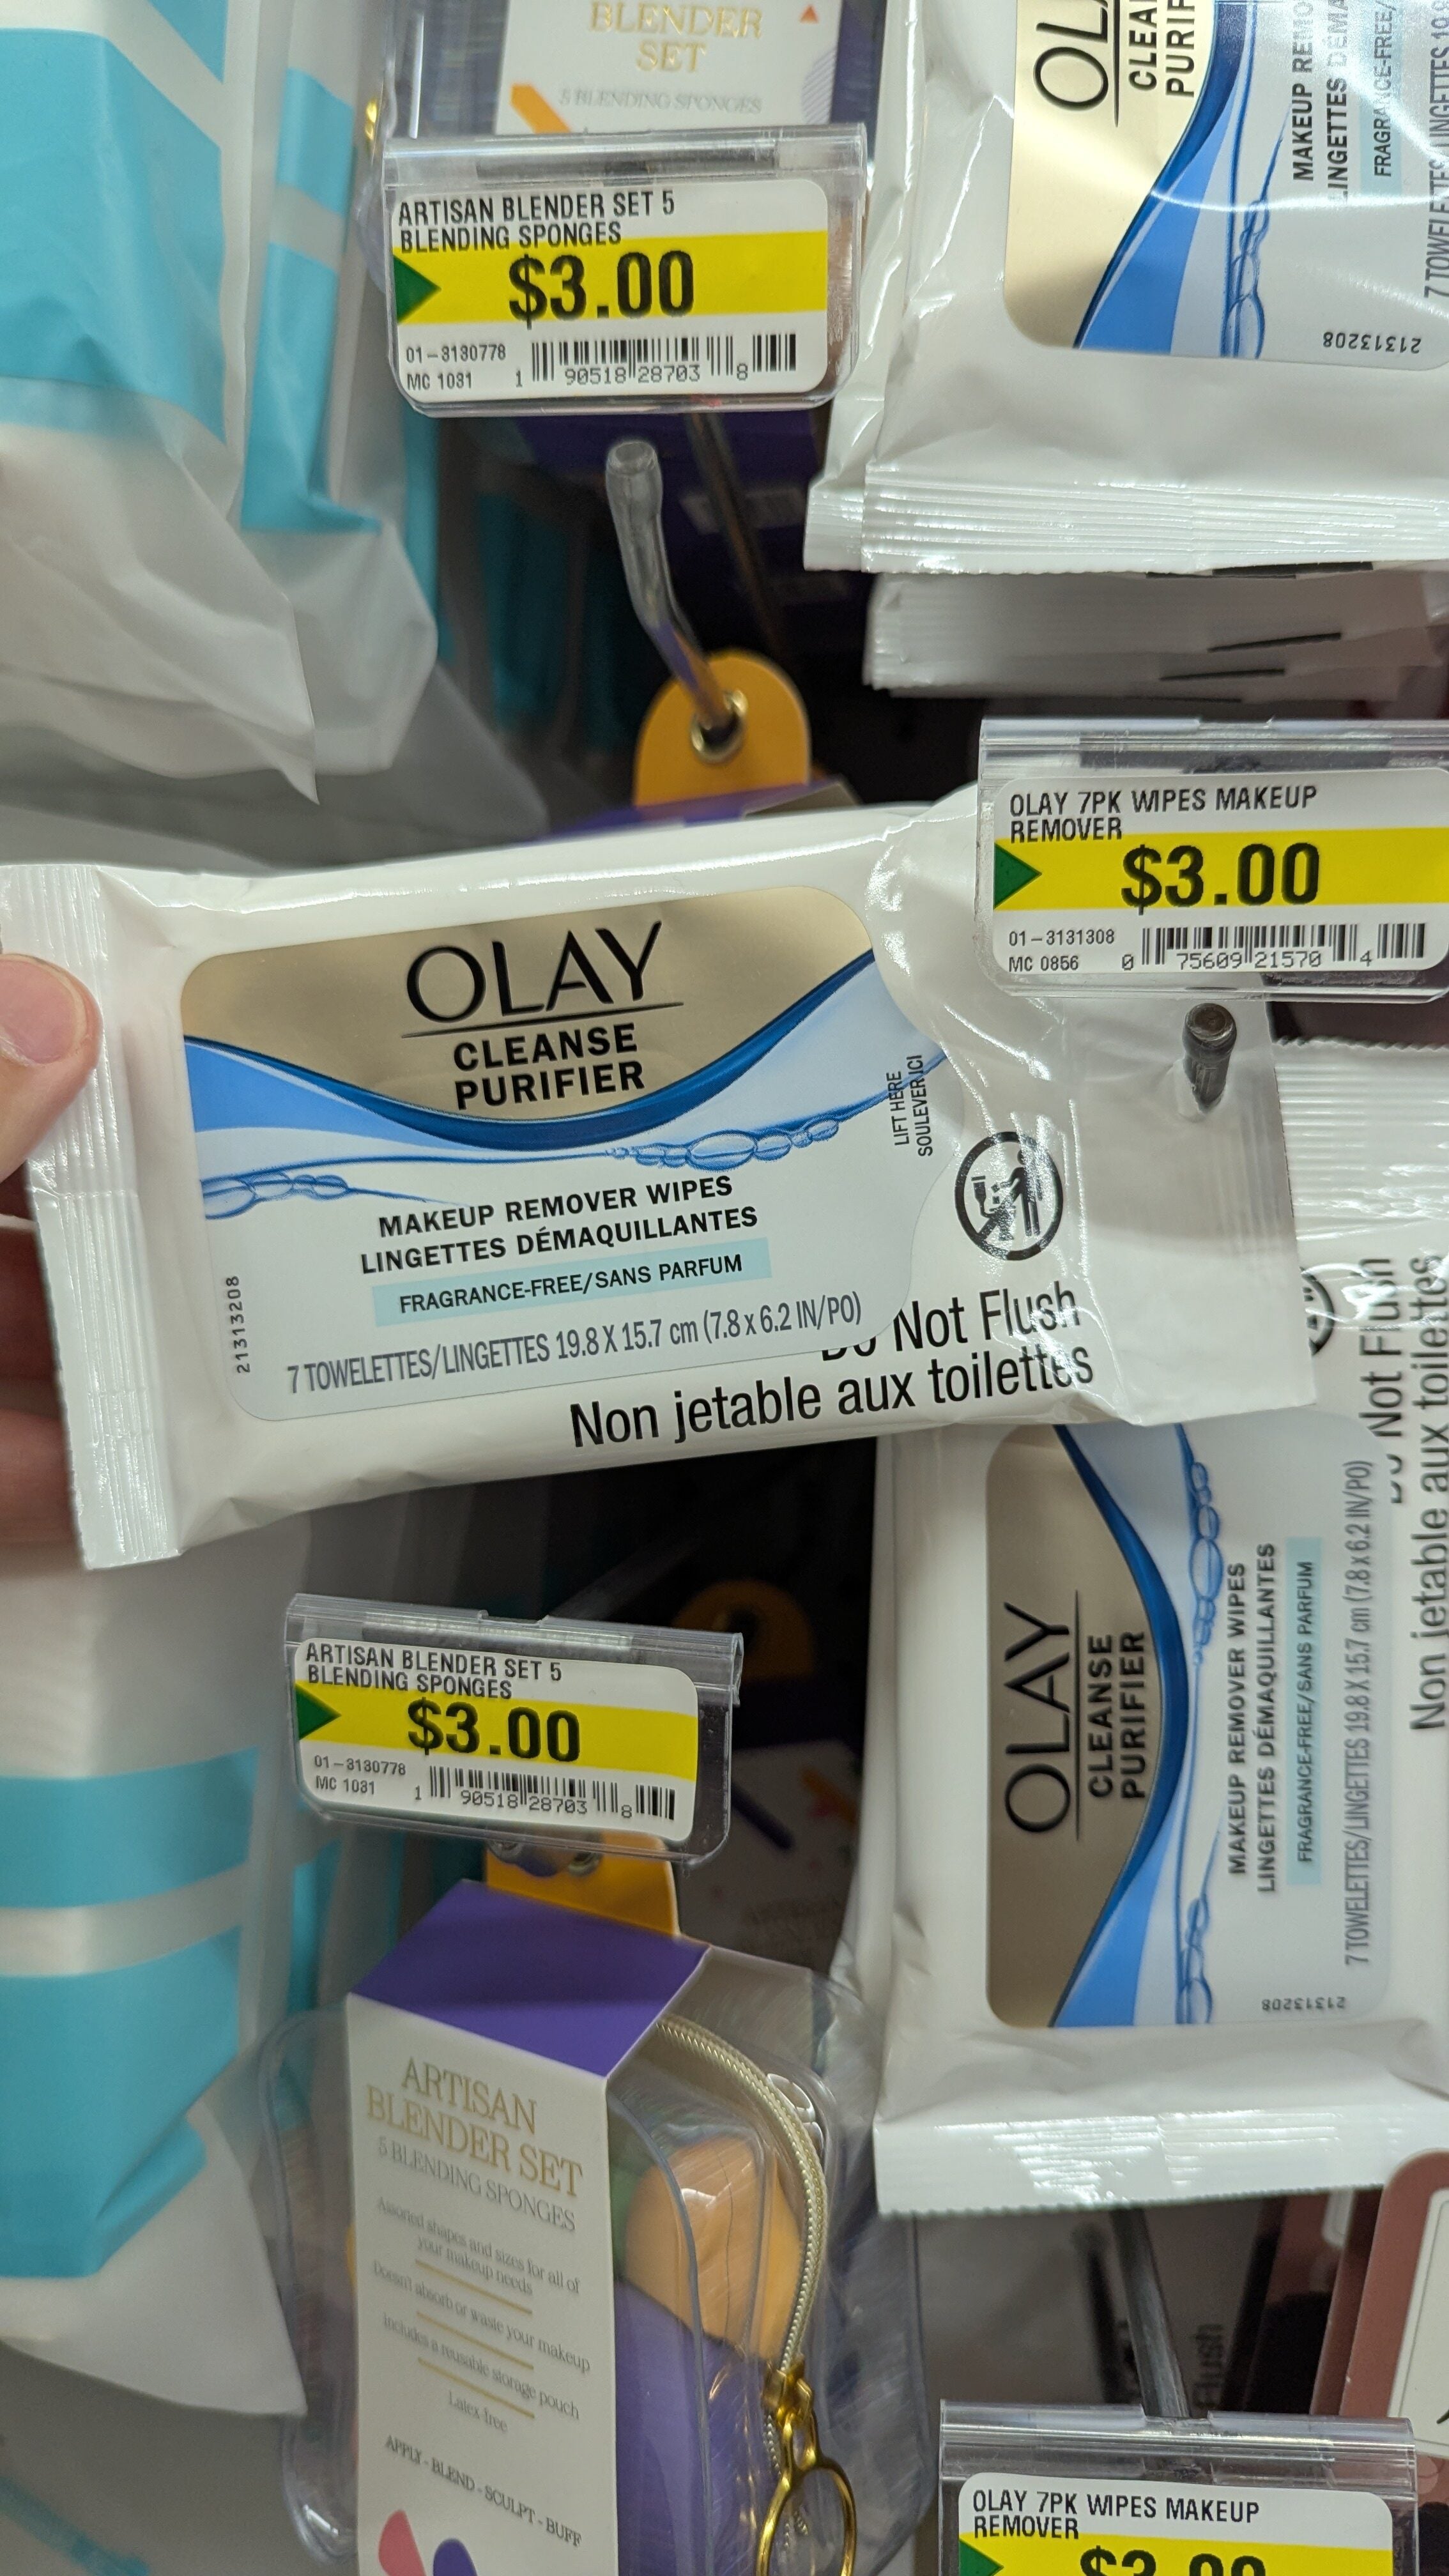 BLENDER
SET
5 BLENDING SPONGES
ARTISAN BLENDER SET 5
BLENDING SPONGES
$3.00
01-3130778
MC 1031
1 90518 28703 8
OLAY 7PK WIPES MAKEUP
REMOVER
$3.00
01-3131308
MC 0856
0 75609 21570 4
OLAY
CLEANSE
PURIFIER
LIFT HERE
SOULEVER ICI
MAKEUP REMOVER WIPES
LINGETTES DÉMAQUILLANTES
FRAGRANCE-FREE/SANS PARFUM
7 TOWELETTES/LINGETTES 19.8 X 15.7 cm (7.8 x 6.2 IN/PO)
21313208
Do Not Flush
Non jetable aux toilettes
MAKEUP
LINGETTES
FRAGRANCE-FREE/
7 TOWELETTES/LINGETTES
21313208
ARTISAN BLENDER SET 5
BLENDING SPONGES
$3.00
01-3130778
MC 1031
1 90518 28703 8
OLAY
CLEANSE
PURIFIER
MAKEUP REMOVER WIPES
LINGETTES DÉMAQUILLANTES
FRAGRANCE-FREE/SANS PARFUM
7 TOWELETTES/LINGETTES 19.8 X 15.7 cm (7.8 x 6.2 IN/PO)
21313208
Not Flush
Non jetable aux toilettes
ARTISAN
BLENDER SET
5 BLENDING SPONGES
Assorted shapes and sizes for all of
your makeup needs
Doesn't absorb or waste your makeup
Includes a reusable storage pouch
Latex-free
APPLY - BLEND - SCULPT - BUFF
Flush
OLAY 7PK WIPES MAKEUP
REMOVER
$3.00